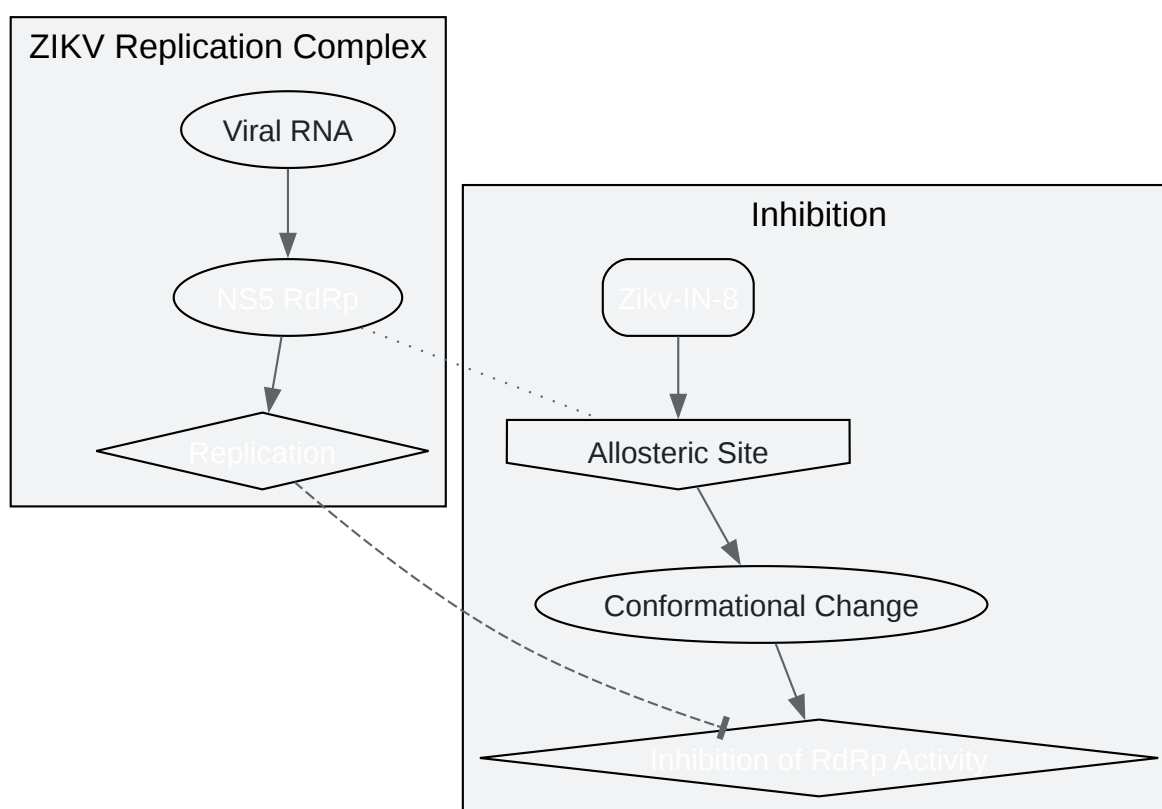 ZIKV Replication Complex
Viral RNA
NS5 RdRp
Replication
Inhibition
Zikv-IN-8
Allosteric Site
Conformational Change
Inhibition of RdRp Activity